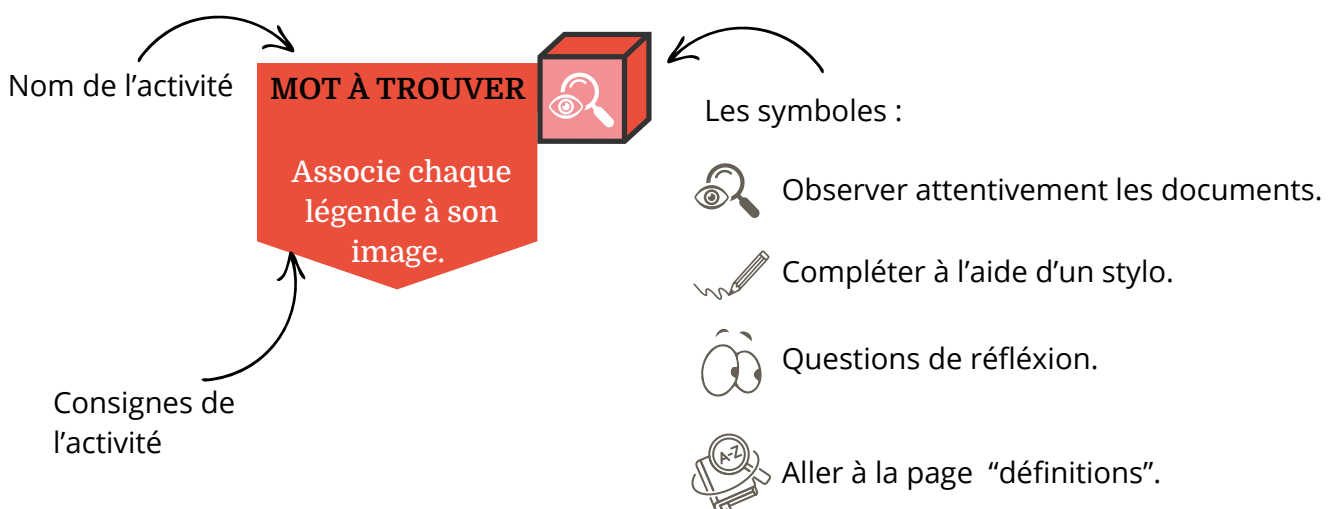 Nom de l’activité
MOT À TROUVER
Associe chaque
légende à son
image.
Consignes de
l’activité
Les symboles :
Observer attentivement les documents.
Compléter à l’aide d’un stylo.
Questions de réfléxion.
A-Z
Aller à la page “définitions”.